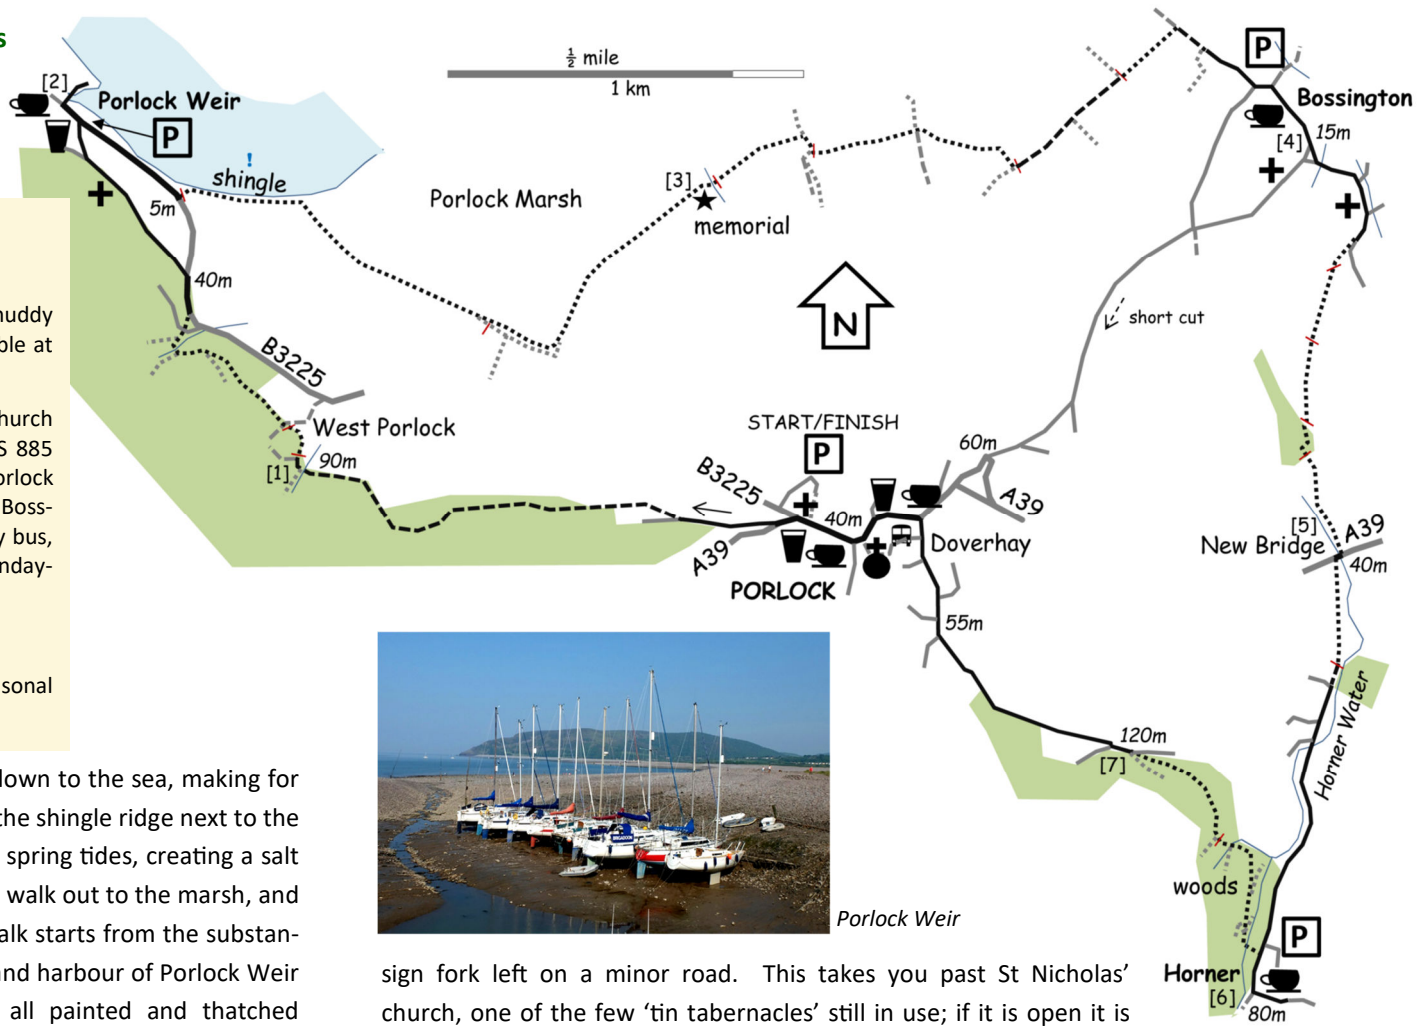 s
[2]
Porlock Weir
P
!
shingle
5m
40m
B3225
West Porlock
[1]
90m
½ mile
1 km
Porlock Marsh
[3]
memorial
N
P
Bossington
[4]
15m
short cut
START/FINISH
P
B3225
40m
A39
PORLOCK
Doverhay
60m
A39
55m
[5]
New Bridge
A39
40m
Horner Water
120m
[7]
woods
P
Horner
[6]
80m
nuddy
ple at
hurch
S 885
orlock
Boss-
y bus,
nday-
sonal
down to the sea, making for
the shingle ridge next to the
spring tides, creating a salt
walk out to the marsh, and
alk starts from the substan-
and harbour of Porlock Weir
all painted and thatched
BRIGADOON
Porlock Weir
sign fork left on a minor road. This takes you past St Nicholas'
church, one of the few 'tin tabernacles' still in use; if it is open it is